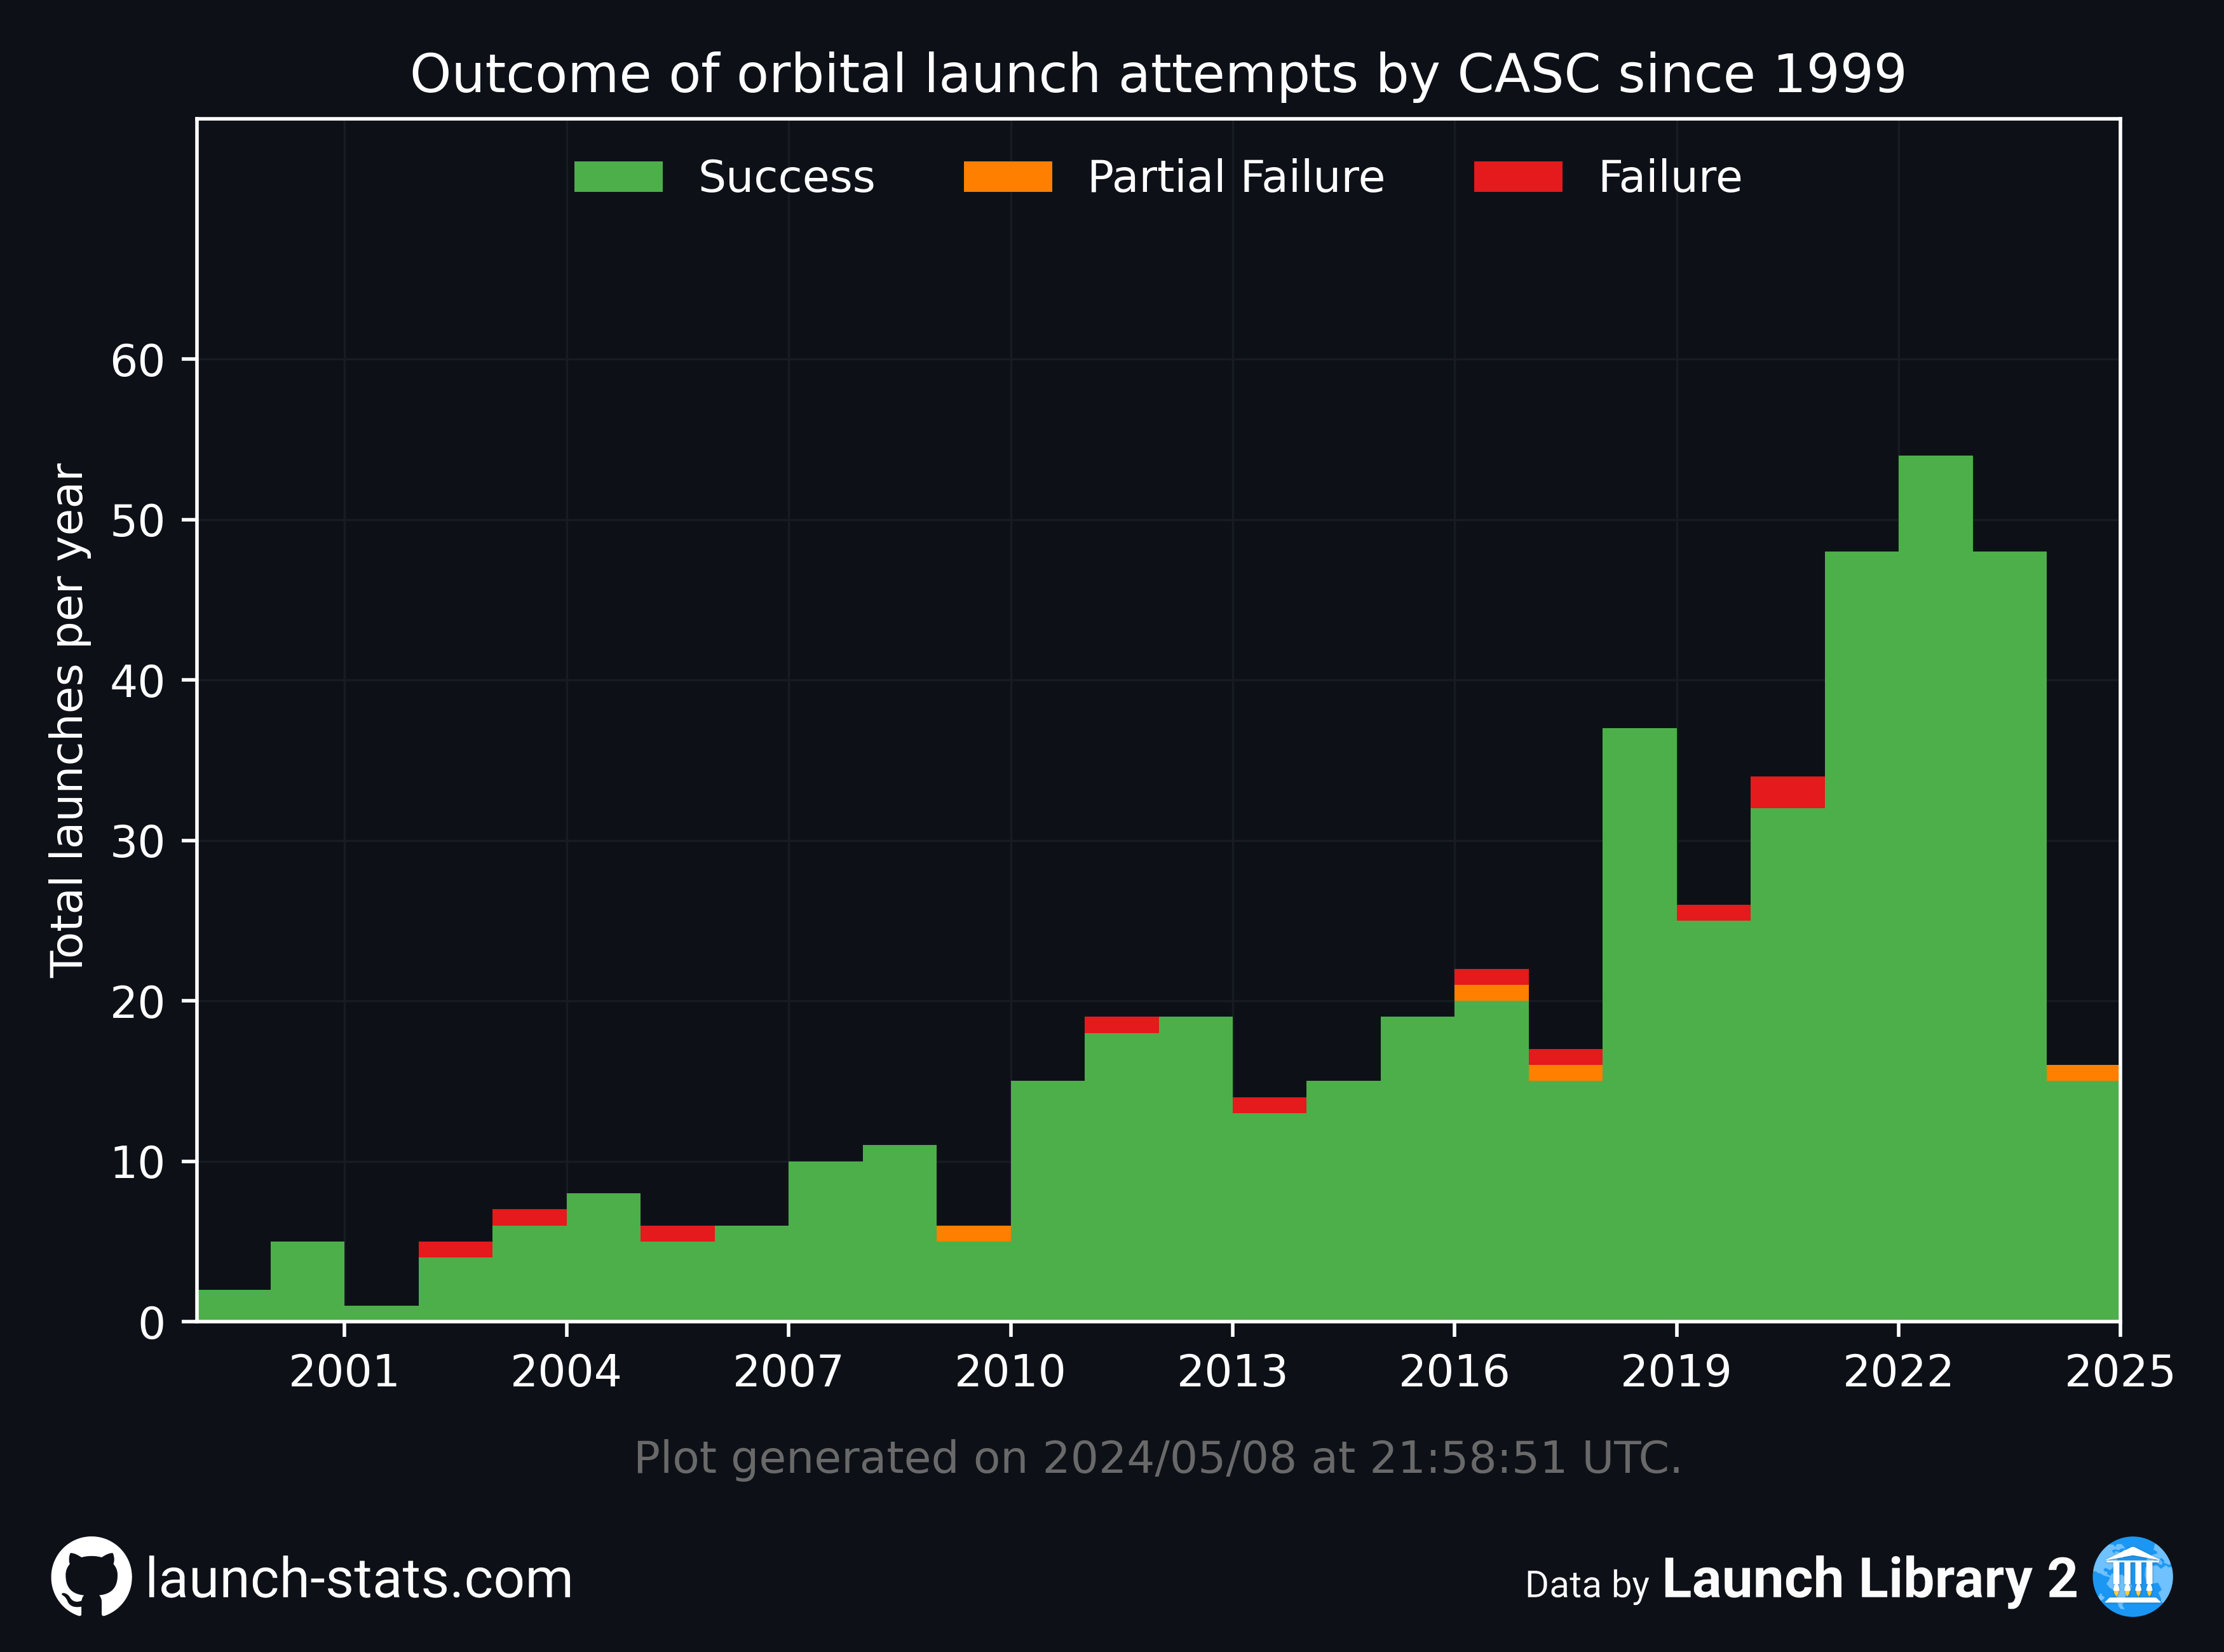 Outcome of orbital launch attempts by CASC since 1999
Success Partial Failure Failure
Total launches per year
60
50
40
30
20
10
0
2001 2004 2007 2010 2013 2016 2019 2022 2025
Plot generated on 2024/05/08 at 21:58:51 UTC.
launch-stats.com
Data by Launch Library 2